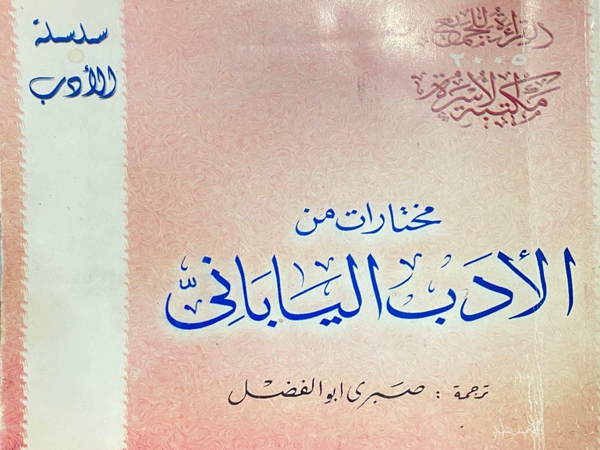 سلسلة
الأدب
القراءة للجميع
٢٠٠٥
مكتبة الأسرة
مختارات من
الأدب اليابانىّ
ترجمة : صبرى ابو الفضل